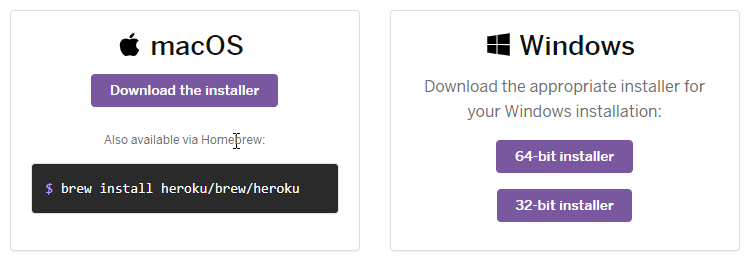 macOS
Download the installer
Also available via Homebrew:
$ brew install heroku/brew/heroku
Windows
Download the appropriate installer for
your Windows installation:
64-bit installer
32-bit installer